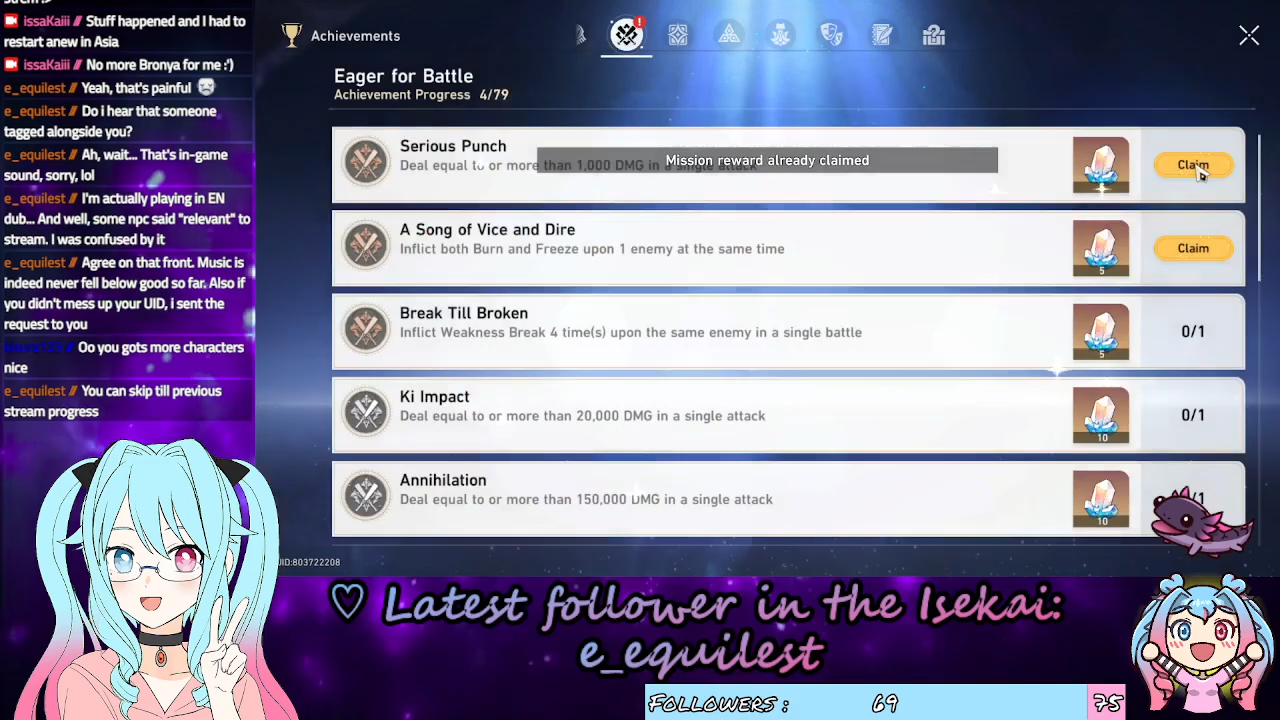 issaKaiii // Stuff happened and I had to
restart anew in Asia
issaKaiii // No more Bronya for me :')
e_equilest // Yeah, that's painful
e_equilest // Do i hear that someone
tagged alongside you?
e_equilest // Ah, wait... That's in-game
sound, sorry, lol
e_equilest // I'm actually playing in EN
dub... And well, some npc said "relevant" to
stream. I was confused by it
e_equilest // Agree on that front. Music is
indeed never fell below good so far. Also if
you didn't mess up your UID, i sent the
request to you
// Oo you gots more characters
nice
e_equilest // You can skip till previous
stream progress
Achievements
Eager for Battle
Achievement Progress 4/79
Serious Punch
Deal equal to or more than 1,000 DMG in a single attack
Mission reward already claimed
Claim
A Song of Vice and Dire
Inflict both Burn and Freeze upon 1 enemy at the same time
5
Claim
Break Till Broken
Inflict Weakness Break 4 time(s) upon the same enemy in a single battle
5
0/1
Ki Impact
Deal equal to or more than 20,000 DMG in a single attack
10
0/1
Annihilation
Deal equal to or more than 150,000 DMG in a single attack
10
/1
UID:803722208
♡ Latest follower in the Isekai:
e_equilest
Followers : 69 75